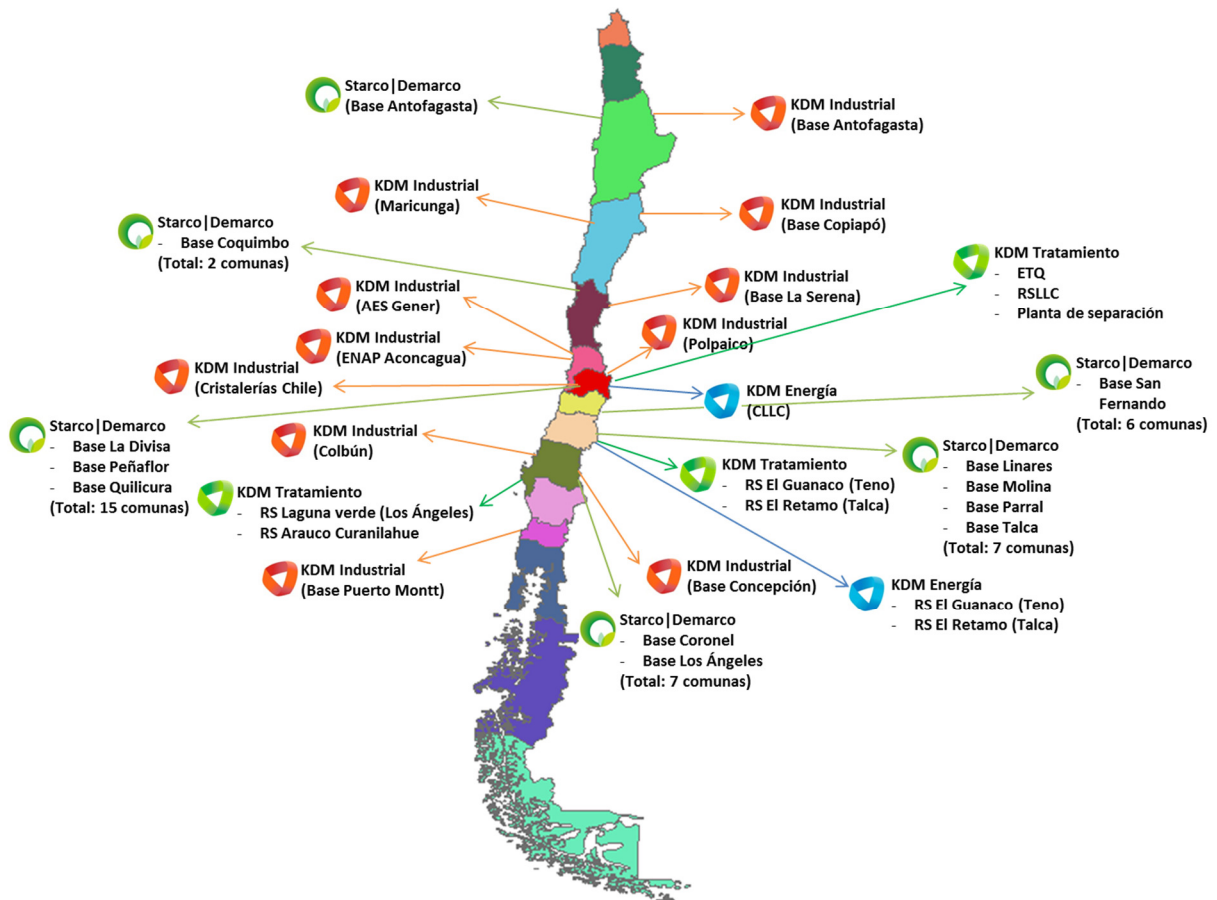 Starco|Demarco
(Base Antofagasta)
KDM Industrial
(Base Antofagasta)
KDM Industrial
(Maricunga)
KDM Industrial
(Base Copiapó)
Starco|Demarco
- Base Coquimbo
(Total: 2 comunas)
KDM Tratamiento
- ETQ
- RSLLC
- Planta de separación
KDM Industrial
(AES Gener)
KDM Industrial
(Base La Serena)
KDM Industrial
(ENAP Aconcagua)
KDM Industrial
(Polpaico)
KDM Industrial
(Cristalerías Chile)
KDM Energía
(CLLC)
Starco|Demarco
- Base San
Fernando
(Total: 6 comunas)
Starco|Demarco
- Base La Divisa
- Base Peñaflor
- Base Quilicura
(Total: 15 comunas)
KDM Industrial
(Colbún)
Starco|Demarco
- Base Linares
- Base Molina
- Base Parral
- Base Talca
(Total: 7 comunas)
KDM Tratamiento
- RS El Guanaco (Teno)
- RS El Retamo (Talca)
KDM Tratamiento
- RS Laguna verde (Los Ángeles)
- RS Arauco Curanilahue
KDM Industrial
(Base Puerto Montt)
KDM Industrial
(Base Concepción)
KDM Energía
- RS El Guanaco (Teno)
- RS El Retamo (Talca)
Starco|Demarco
- Base Coronel
- Base Los Ángeles
(Total: 7 comunas)